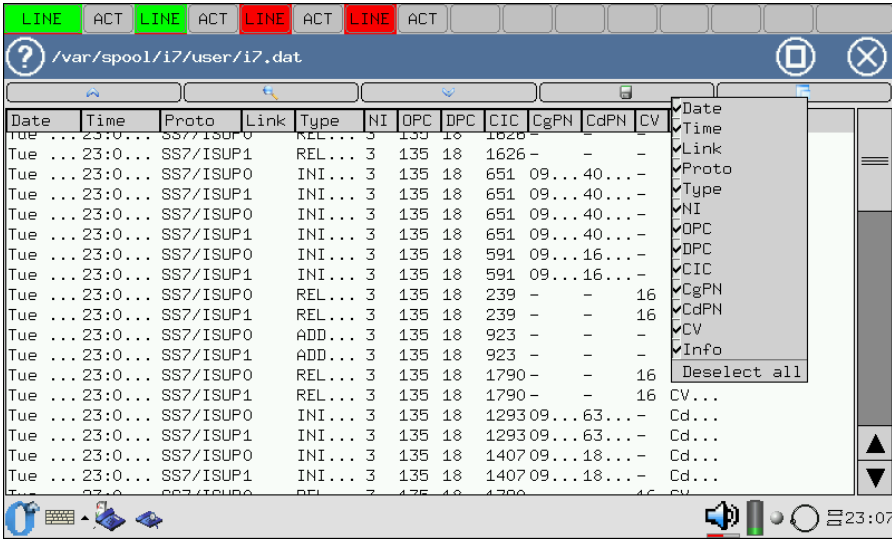 LINE ACT LINE ACT LINE ACT LINE ACT
/var/spool/i7/user/i7.dat
Date Time Proto Link Type NI OPC DPC CIC CgPN CdPN CV
Tue ... 23:0... SS7/ISUP0 REL... 3 135 18 1626 - - -
Tue ... 23:0... SS7/ISUP1 REL... 3 135 18 1626 - - -
Tue ... 23:0... SS7/ISUP0 INI... 3 135 18 651 09... 40... -
Tue ... 23:0... SS7/ISUP1 INI... 3 135 18 651 09... 40... -
Tue ... 23:0... SS7/ISUP0 INI... 3 135 18 651 09... 40... -
Tue ... 23:0... SS7/ISUP1 INI... 3 135 18 651 09... 40... -
Tue ... 23:0... SS7/ISUP0 INI... 3 135 18 591 09... 16... -
Tue ... 23:0... SS7/ISUP1 INI... 3 135 18 591 09... 16... -
Tue ... 23:0... SS7/ISUP0 REL... 3 135 18 239 - - 16
Tue ... 23:0... SS7/ISUP1 REL... 3 135 18 239 - - 16
Tue ... 23:0... SS7/ISUP0 ADD... 3 135 18 923 - - -
Tue ... 23:0... SS7/ISUP1 ADD... 3 135 18 923 - - -
Tue ... 23:0... SS7/ISUP0 REL... 3 135 18 1790 - - 16
Tue ... 23:0... SS7/ISUP1 REL... 3 135 18 1790 - - 16 CV...
Tue ... 23:0... SS7/ISUP0 INI... 3 135 18 1293 09... 63... - Cd...
Tue ... 23:0... SS7/ISUP1 INI... 3 135 18 1293 09... 63... - Cd...
Tue ... 23:0... SS7/ISUP0 INI... 3 135 18 1407 09... 18... - Cd...
Tue ... 23:0... SS7/ISUP1 INI... 3 135 18 1407 09... 18... - Cd...
Date
Time
Link
Proto
Type
NI
OPC
DPC
CIC
CgPN
CdPN
CV
Info
Deselect all
23:07